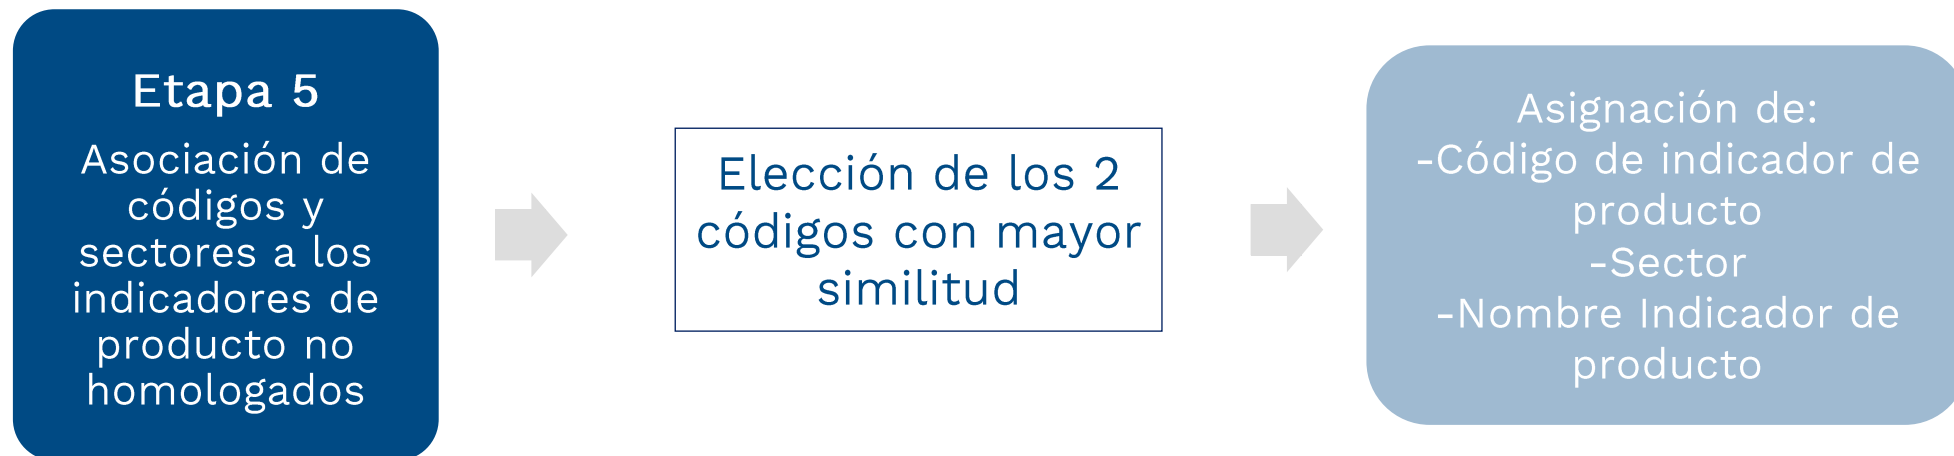 Etapa 5
Asociación de
códigos y
sectores a los
indicadores de
producto no
homologados
Elección de los 2
códigos con mayor
similitud
Asignación de:
-Código de indicador de
producto
-Sector
-Nombre Indicador de
producto